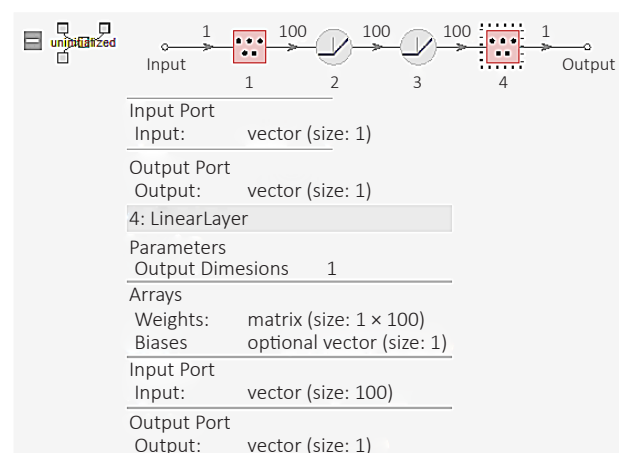 uninitialized
1 100 100 100 1
Input Output
1 2 3 4
Input Port
Input: vector (size: 1)
Output Port
Output: vector (size: 1)
4: LinearLayer
Parameters
Output Dimesions 1
Arrays
Weights: matrix (size: 1 × 100)
Biases optional vector (size: 1)
Input Port
Input: vector (size: 100)
Output Port
Output: vector (size: 1)